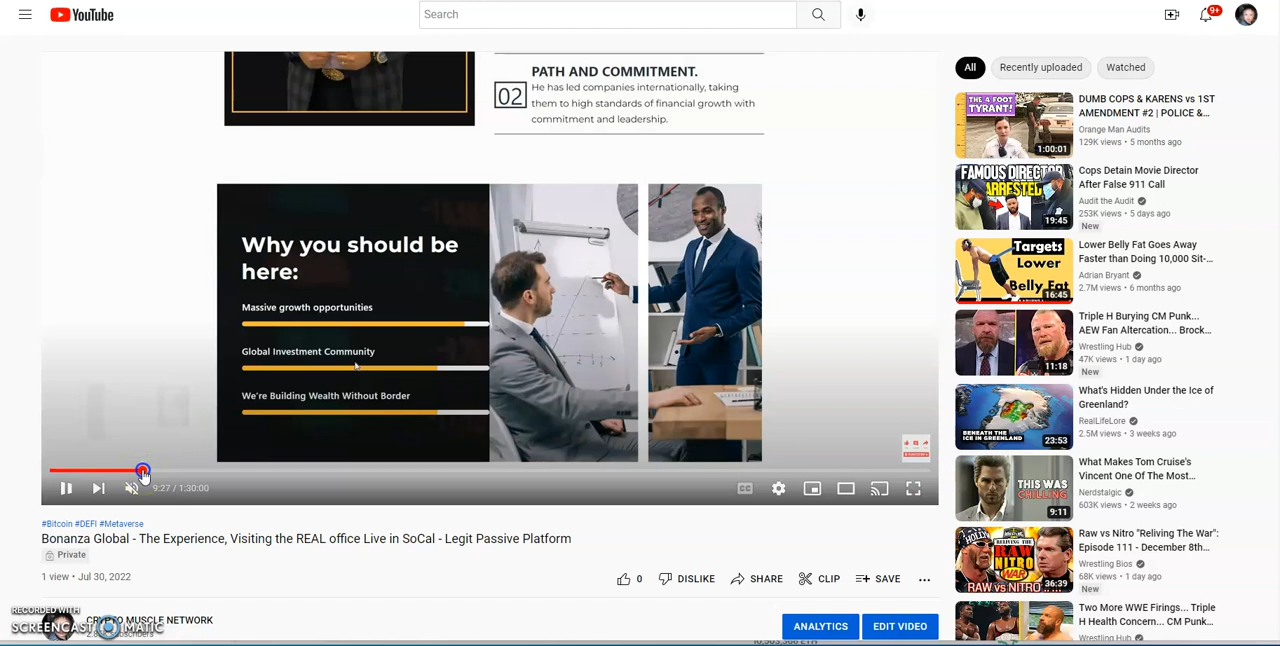 YouTube
Search
9+
PATH AND COMMITMENT.
02
He has led companies internationally, taking
them to high standards of financial growth with
commitment and leadership.
Why you should be
here:
Massive growth opportunities
Global Investment Community
We're Building Wealth Without Border
9:27 / 1:30:00
#Bitcoin #DEFI #Metaverse
Bonanza Global - The Experience, Visiting the REAL office Live in SoCal - Legit Passive Platform
Private
1 view • Jul 30, 2022
0
DISLIKE
SHARE
CLIP
SAVE
RECORDED WITH
SCREENCAST MATIC
CRYPTO MUSCLE NETWORK
subscribers
ANALYTICS
EDIT VIDEO
All
Recently uploaded
Watched
THE 4 FOOT
TYRANT!
1:00:01
DUMB COPS & KARENS vs 1ST
AMENDMENT #2 | POLICE &...
Orange Man Audits
129K views • 5 months ago
FAMOUS DIRECTOR
ARRESTED
19:45
Cops Detain Movie Director
After False 911 Call
Audit the Audit
253K views • 5 days ago
New
Targets
Lower
Belly Fat
16:45
Lower Belly Fat Goes Away
Faster than Doing 10,000 Sit-...
Adrian Bryant
2.7M views • 6 months ago
11:18
Triple H Burying CM Punk...
AEW Fan Altercation... Brock...
Wrestling Hub
47K views • 1 day ago
New
BENEATH THE
ICE IN GREENLAND
23:53
What's Hidden Under the Ice of
Greenland?
RealLifeLore
2.5M views • 3 weeks ago
THIS WAS
CHILLING
9:11
What Makes Tom Cruise's
Vincent One Of The Most...
Nerdstalgic
603K views • 2 weeks ago
RAW
NITRO
WAR
RAW vs NITRO
36:39
Raw vs Nitro "Reliving The War":
Episode 111 - December 8th...
Wrestling Bios
68K views • 1 day ago
New
Two More WWE Firings... Triple
H Health Concern... CM Punk...
Wrestling Hub